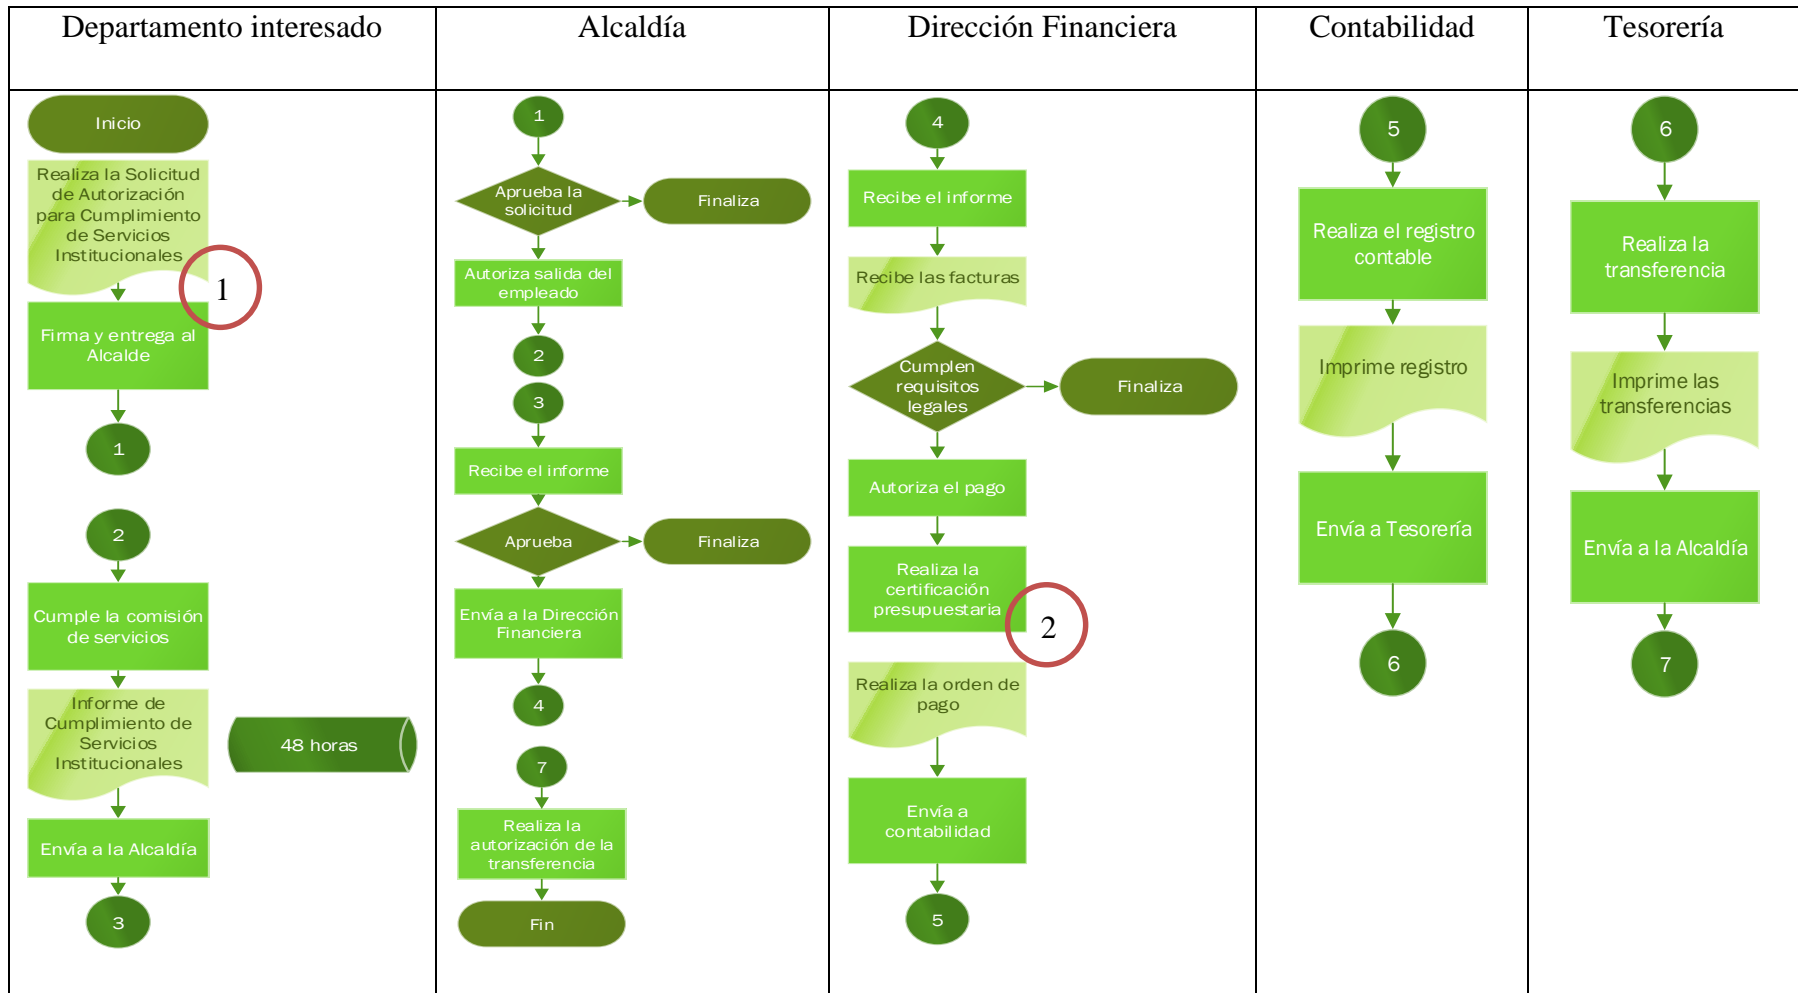 Departamento interesado
Alcaldía
Dirección Financiera
Contabilidad
Tesorería
Inicio
Realiza la Solicitud
de Autorización
para Cumplimiento
de Servicios
Institucionales
1
Firma y entrega al
Alcalde
1
2
Cumple la comisión
de servicios
Informe de
Cumplimiento de
Servicios
Institucionales
48 horas
Envía a la Alcaldía
3
1
Aprueba la
solicitud
Finaliza
Autoriza salida del
empleado
2
3
Recibe el informe
Aprueba
Finaliza
Envía a la Dirección
Financiera
4
7
Realiza la
autorización de la
transferencia
Fin
4
Recibe el informe
Recibe las facturas
Cumplen
requisitos
legales
Finaliza
Autoriza el pago
Realiza la
certificación
presupuestaria
2
Realiza la orden de
pago
Envía a
contabilidad
5
5
Realiza el registro
contable
Imprime registro
Envía a Tesorería
6
6
Realiza la
transferencia
Imprime las
transferencias
Envía a la Alcaldía
7